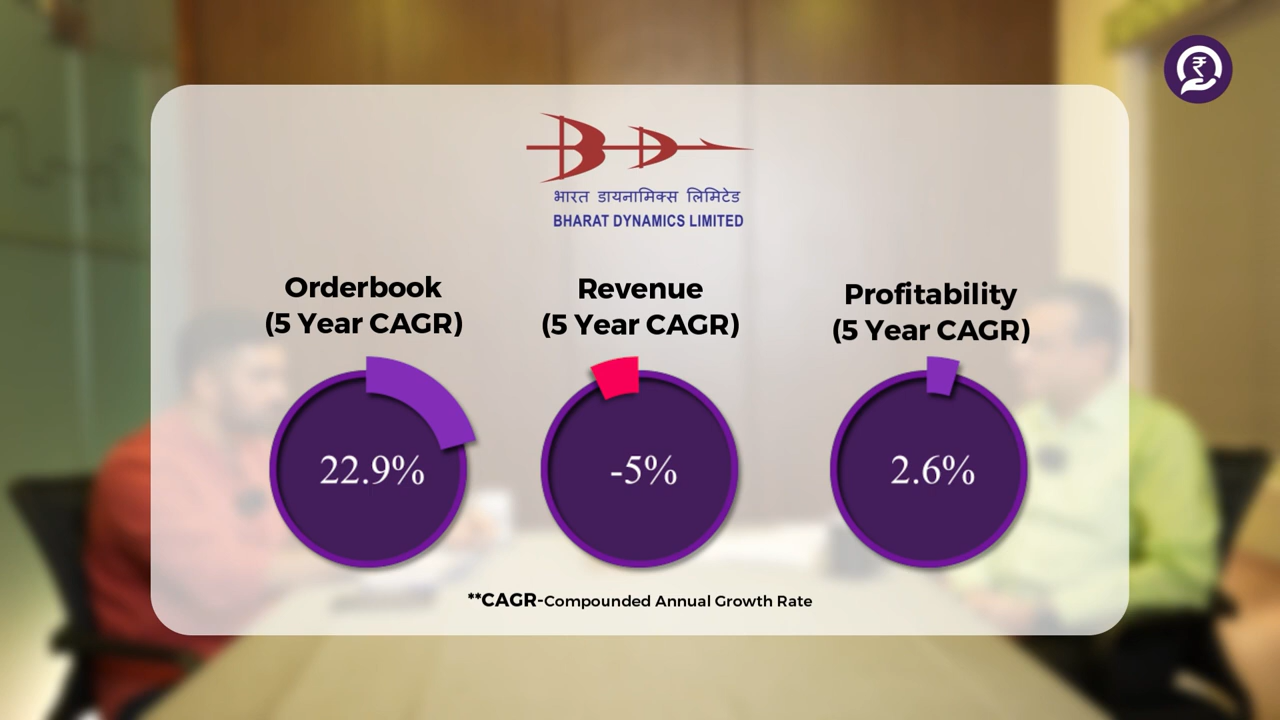 भारत डायनामिक्स लिमिटेड
BHARAT DYNAMICS LIMITED
Orderbook
(5 Year CAGR)
22.9%
Revenue
(5 Year CAGR)
-5%
Profitability
(5 Year CAGR)
2.6%
**CAGR-Compounded Annual Growth Rate